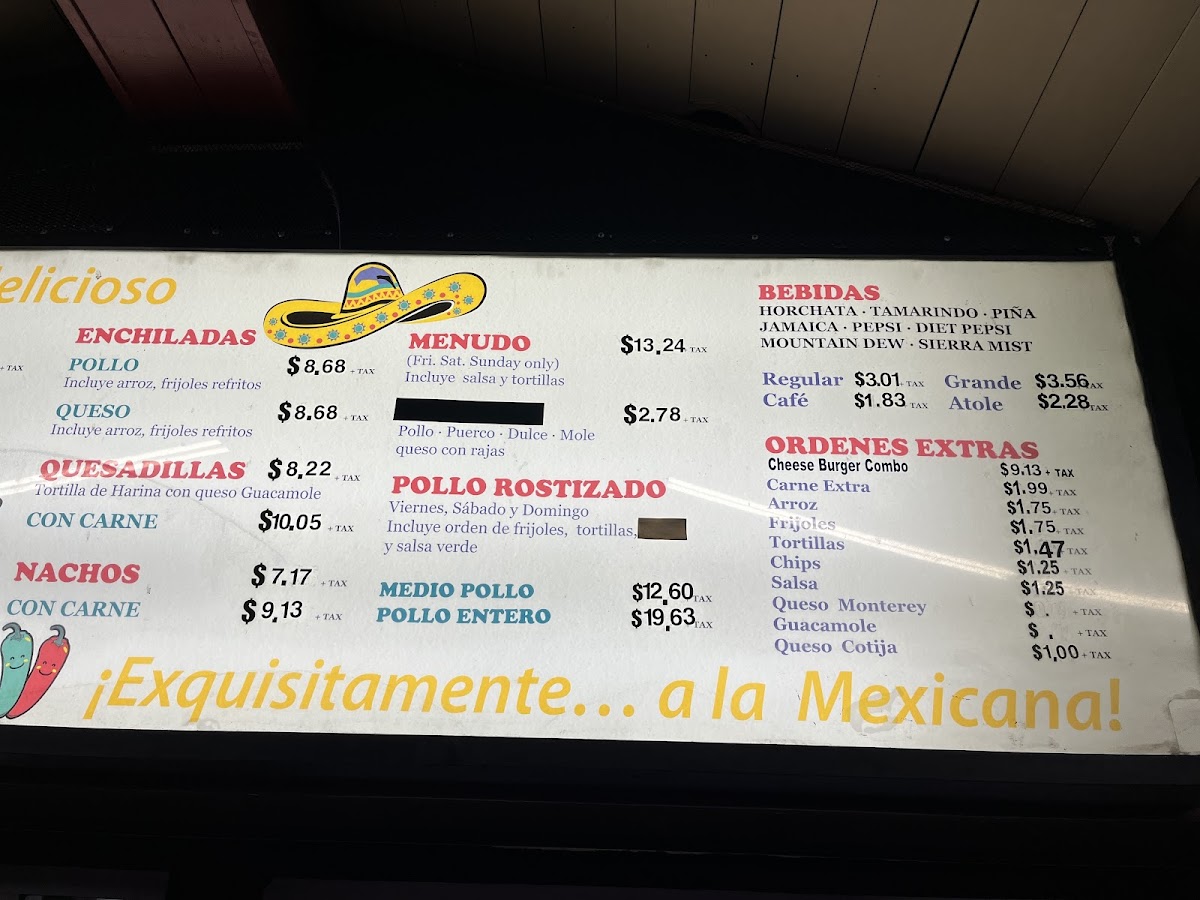 elicioso
+ TAX
ENCHILADAS
POLLO $8.68 + TAX
Incluye arroz, frijoles refritos
QUESO $8.68 + TAX
Incluye arroz, frijoles refritos
QUESADILLAS $8.22 + TAX
Tortilla de Harina con queso Guacamole
CON CARNE $10.05 + TAX
NACHOS $7.17 + TAX
CON CARNE $9.13 + TAX
MENUDO $13.24 TAX
(Fri. Sat. Sunday only)
Incluye salsa y tortillas
$2.78 + TAX
Pollo · Puerco · Dulce · Mole
queso con rajas
POLLO ROSTIZADO
Viernes, Sábado y Domingo
Incluye orden de frijoles, tortillas,
y salsa verde
MEDIO POLLO $12.60 TAX
POLLO ENTERO $19,63 TAX
BEBIDAS
HORCHATA · TAMARINDO · PIÑA
JAMAICA · PEPSI · DIET PEPSI
MOUNTAIN DEW · SIERRA MIST
Regular $3.01 TAX Grande $3.56 TAX
Café $1.83 TAX Atole $2.28 TAX
ORDENES EXTRAS
Cheese Burger Combo $9.13 + TAX
Carne Extra $1.99 + TAX
Arroz $1.75 + TAX
Frijoles $1.75 + TAX
Tortillas $1.47 TAX
Chips $1.25 + TAX
Salsa $1.25 TAX
Queso Monterey $ . + TAX
Guacamole $ . + TAX
Queso Cotija $1,00 + TAX
¡Exquisitamente... a la Mexicana!